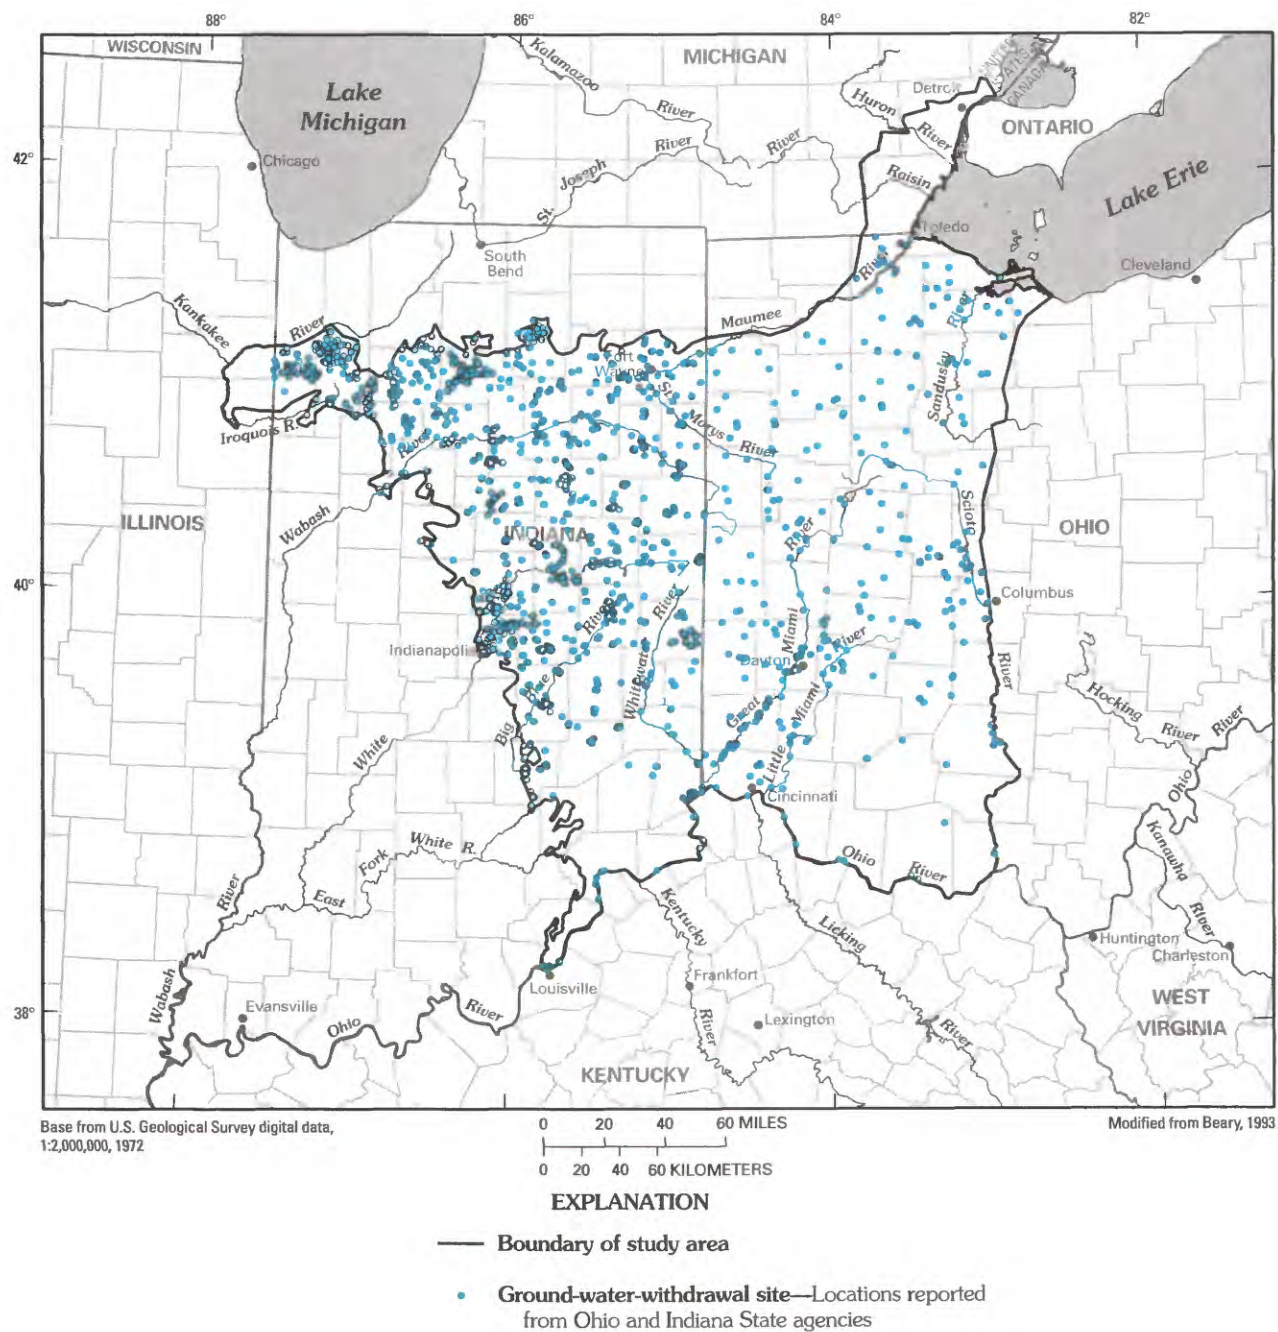 88°
86°
84°
82°
WISCONSIN
MICHIGAN
Kalamazoo
River
Lake
Michigan
Huron
River
Detroit
UNITED
STATES
CANADA
ONTARIO
42°
Chicago
St.
Joseph
River
River
Raisin
Lake Erie
South
Bend
Toledo
River
Cleveland
Kankakee
River
Maumee
Fort
Wayne
River
Sandusky
St.
Marys
River
Iroquois R.
River
Wabash
ILLINOIS
INDIANA
OHIO
River
Scioto
40°
River
Columbus
Indianapolis
River
Miami
River
Dayton
Whitewater
Blue
Great
Miami
River
Hocking
River
River
Big
White
Little
Cincinnati
Ohio
White R.
Fork
East
River
Ohio
River
Kanawha
River
Kentucky
Licking
Huntington
Charleston
Wabash
Louisville
Frankfort
38°
Evansville
Ohio
River
Lexington
River
River
WEST
VIRGINIA
KENTUCKY
Base from U.S. Geological Survey digital data,
1:2,000,000, 1972
0 20 40 60 MILES
0 20 40 60 KILOMETERS
Modified from Beary, 1993
EXPLANATION
Boundary of study area
Ground-water-withdrawal site—Locations reported
from Ohio and Indiana State agencies